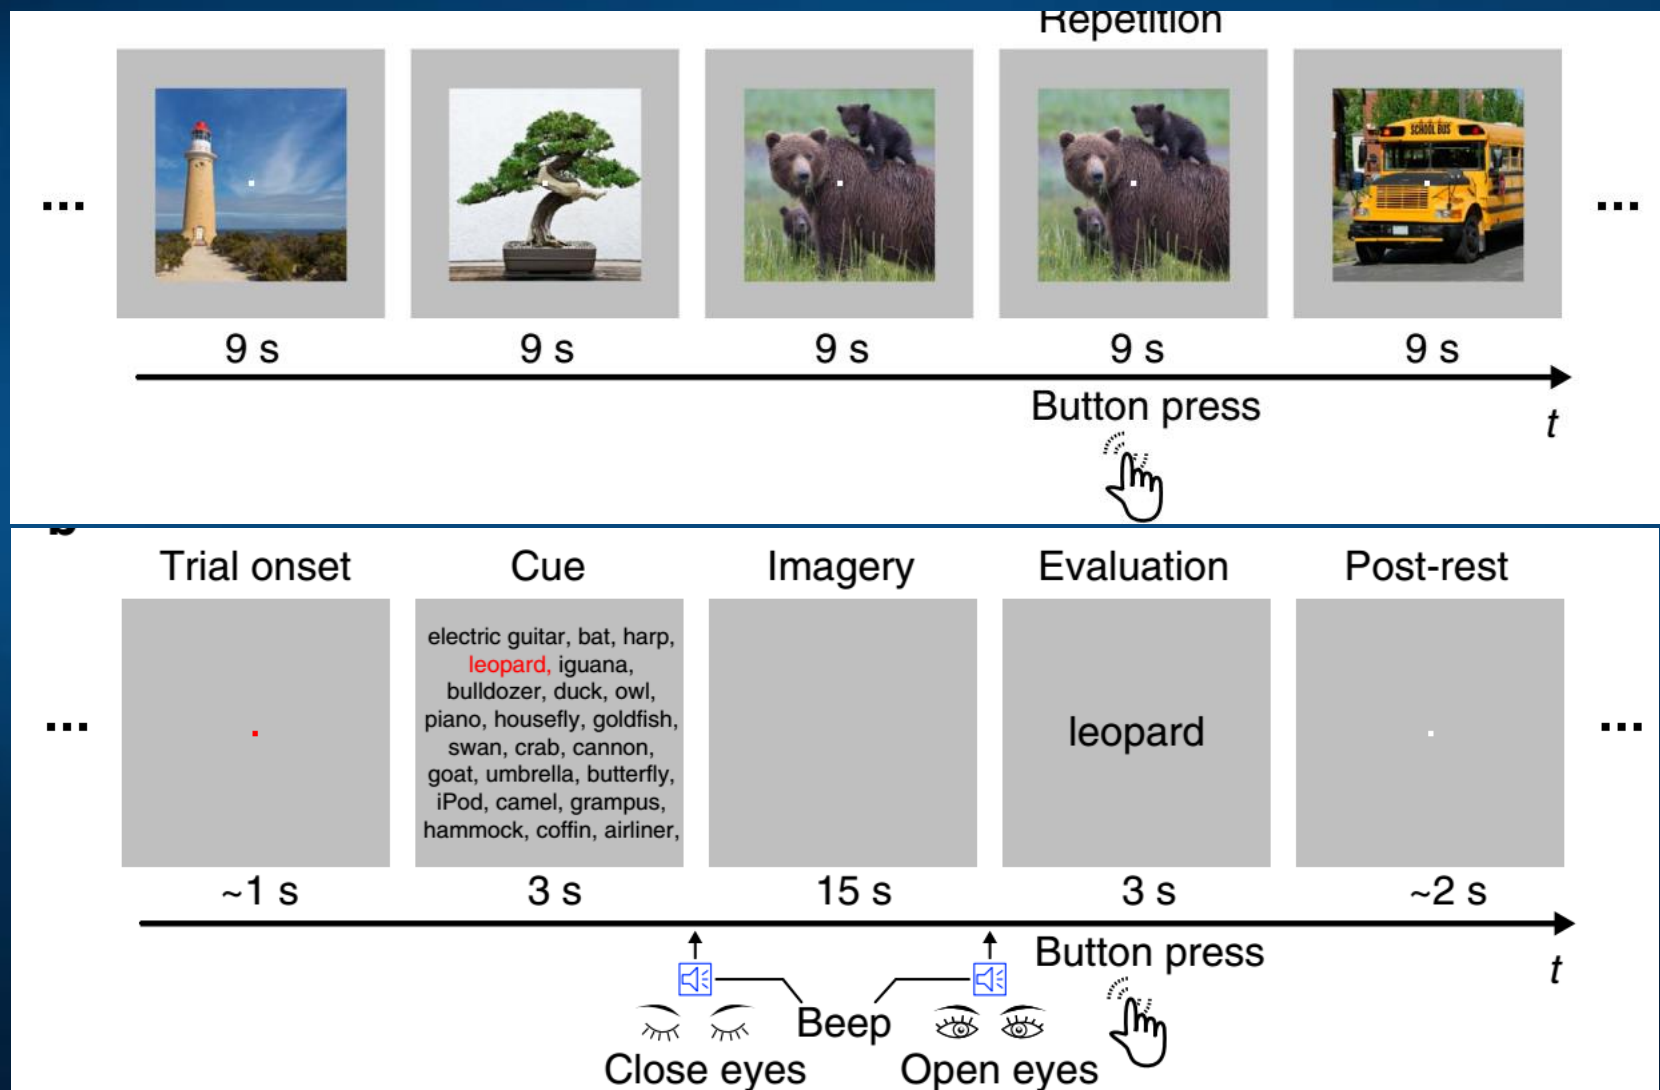 Repetition
...
SCHOOL BUS
...
9 s
9 s
9 s
9 s
9 s
Button press
t
b
Trial onset
Cue
Imagery
Evaluation
Post-rest
electric guitar, bat, harp,
leopard, iguana,
bulldozer, duck, owl,
piano, housefly, goldfish,
swan, crab, cannon,
goat, umbrella, butterfly,
iPod, camel, grampus,
hammock, coffin, airliner,
...
leopard
...
~1 s
3 s
15 s
3 s
~2 s
Button press
t
Beep
Close eyes
Open eyes